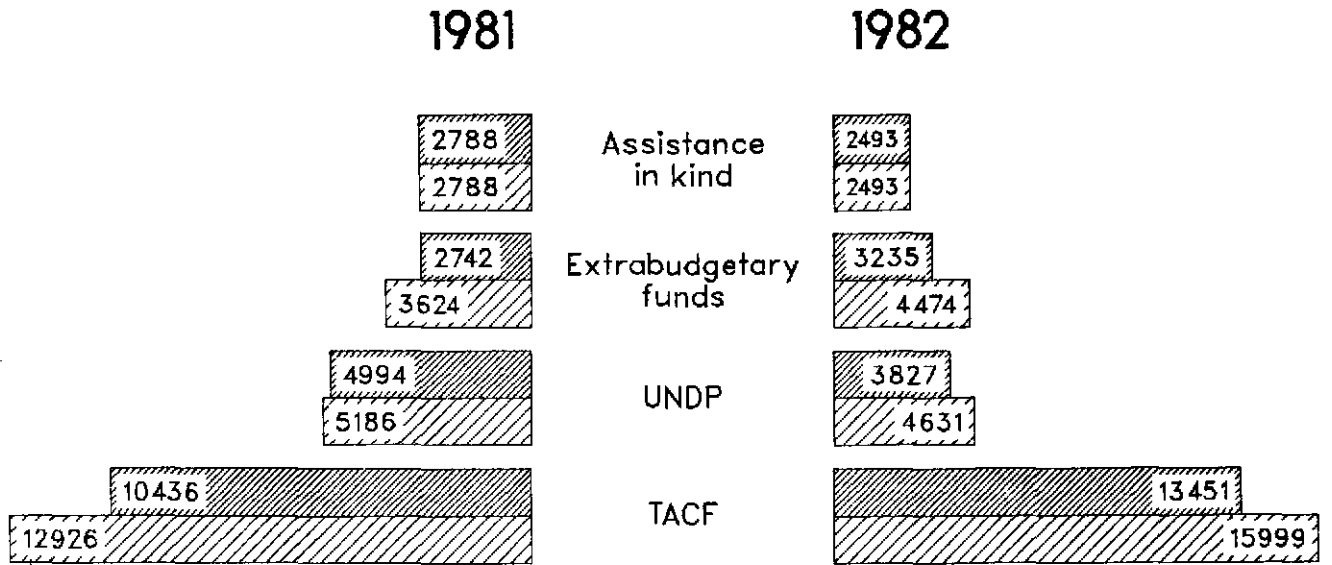 1981 1982
2788 Assistance 2493
2788 in kind 2493
2742 Extrabudgetary 3235
3624 funds 4474
4994 3827
UNDP
5186 4631
10436 13451
TACF
12926 15999